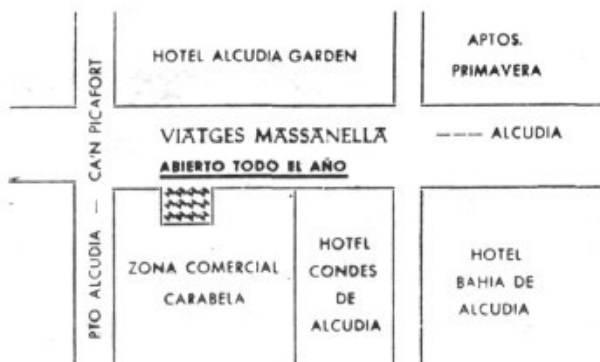 HOTEL ALCUDIA GARDEN
APTOS.
PRIMAVERA
PTO ALCUDIA — CA'N PICAFORT
VIATGES MASSANELLA
ABIERTO TODO EL AÑO
--- ALCUDIA
ZONA COMERCIAL
CARABELA
HOTEL
CONDES
DE
ALCUDIA
HOTEL
BAHIA DE
ALCUDIA